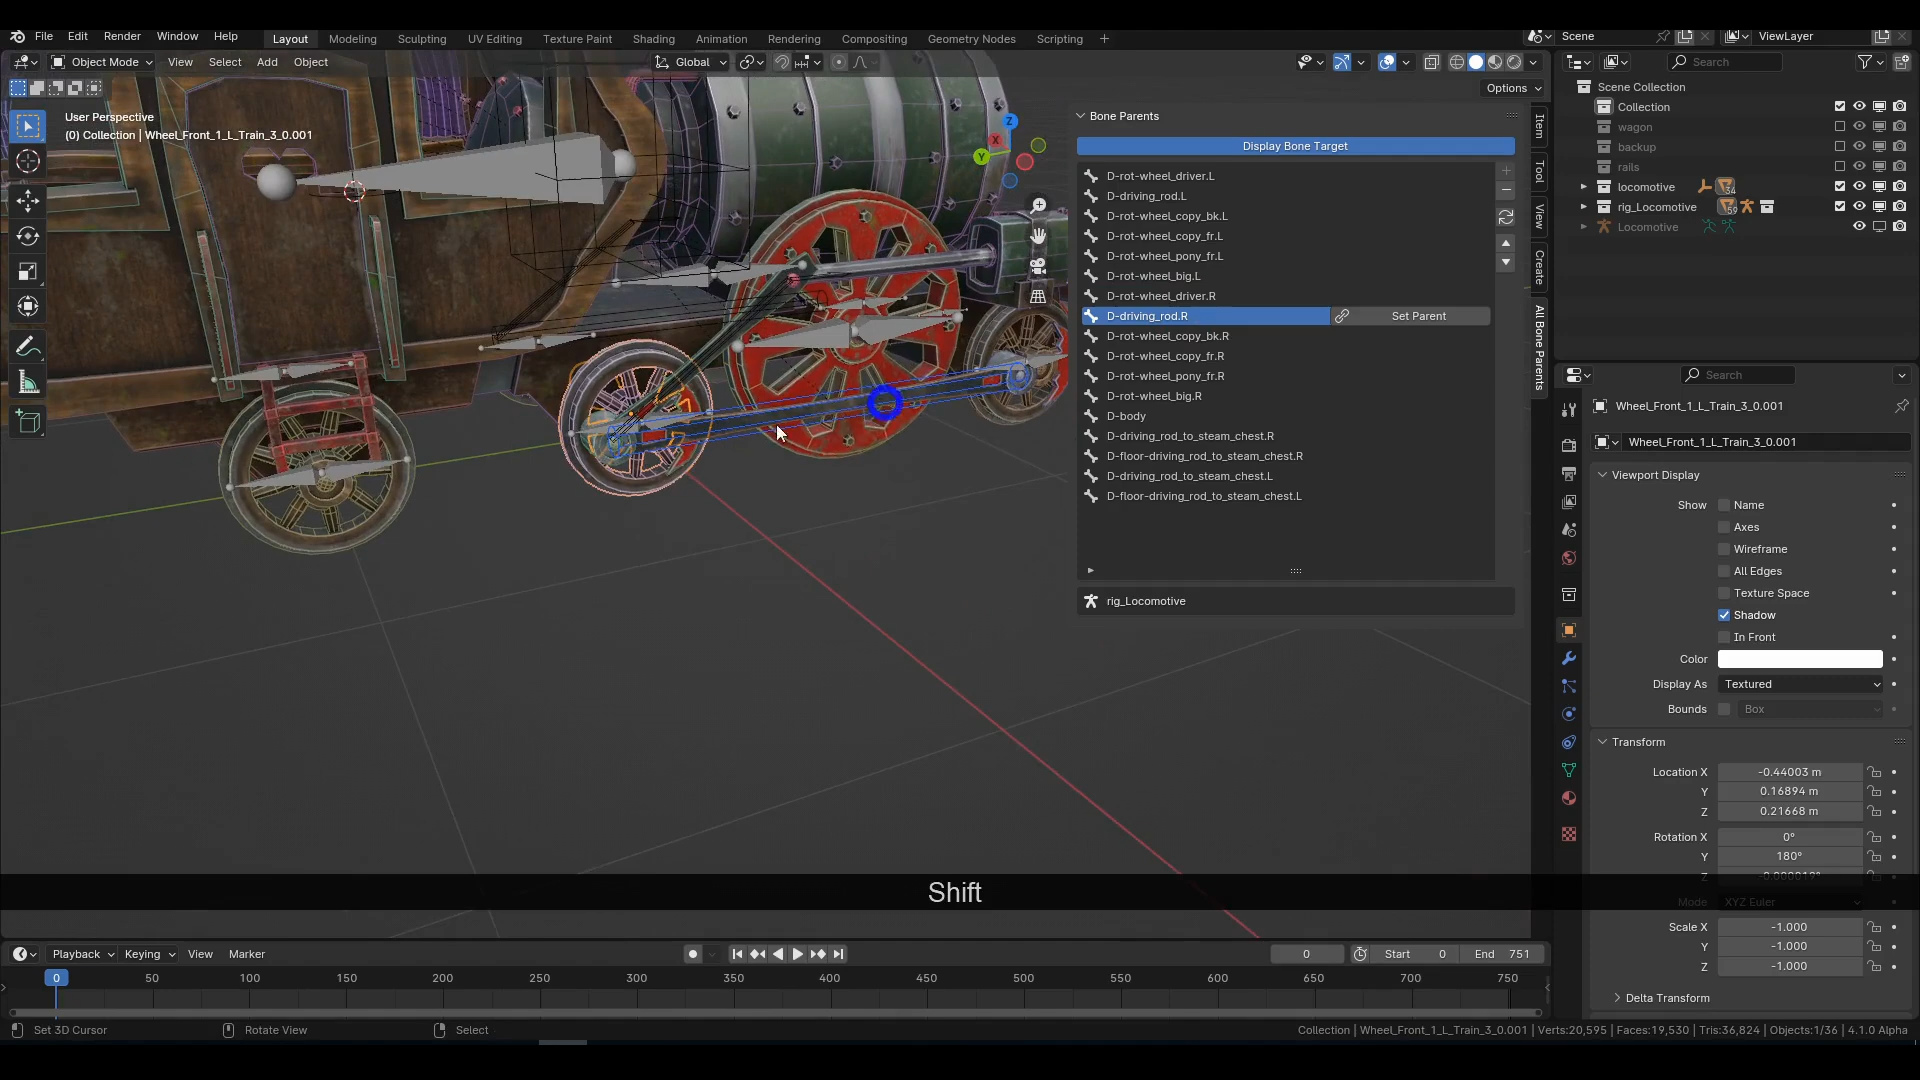 File Edit Render Window Help Layout Modeling Sculpting UV Editing Texture Paint Shading Animation Rendering Compositing Geometry Nodes Scripting + Scene ViewLayer
Object Mode View Select Add Object Global Search
Options
User Perspective
(0) Collection | Wheel_Front_1_L_Train_3_0.001
Z
X
Y
Bone Parents
Display Bone Target
D-rot-wheel_driver.L
D-driving_rod.L
D-rot-wheel_copy_bk.L
D-rot-wheel_copy_fr.L
D-rot-wheel_pony_fr.L
D-rot-wheel_big.L
D-rot-wheel_driver.R
D-driving_rod.R Set Parent
D-rot-wheel_copy_bk.R
D-rot-wheel_copy_fr.R
D-rot-wheel_pony_fr.R
D-rot-wheel_big.R
D-body
D-driving_rod_to_steam_chest.R
D-floor-driving_rod_to_steam_chest.R
D-driving_rod_to_steam_chest.L
D-floor-driving_rod_to_steam_chest.L
rig_Locomotive
Item
Tool
View
Create
All Bone Parents
Scene Collection
Collection
wagon
backup
rails
locomotive 34
rig_Locomotive 59
Locomotive
Search
Wheel_Front_1_L_Train_3_0.001
Wheel_Front_1_L_Train_3_0.001
Viewport Display
Show Name
Axes
Wireframe
All Edges
Texture Space
Shadow
In Front
Color
Display As Textured
Bounds Box
Transform
Location X -0.44003 m
Y 0.16894 m
Z 0.21668 m
Rotation X 0°
Y 180°
Mode XYZ Euler
Scale X -1.000
Y -1.000
Z -1.000
Delta Transform
Shift
Playback Keying View Marker 0 Start 0 End 751
0 50 100 150 200 250 300 350 400 450 500 550 600 650 700 750
Set 3D Cursor Rotate View Select Collection | Wheel_Front_1_L_Train_3_0.001 | Verts:20,595 | Faces:19,530 | Tris:36,824 | Objects:1/36 | 4.1.0 Alpha